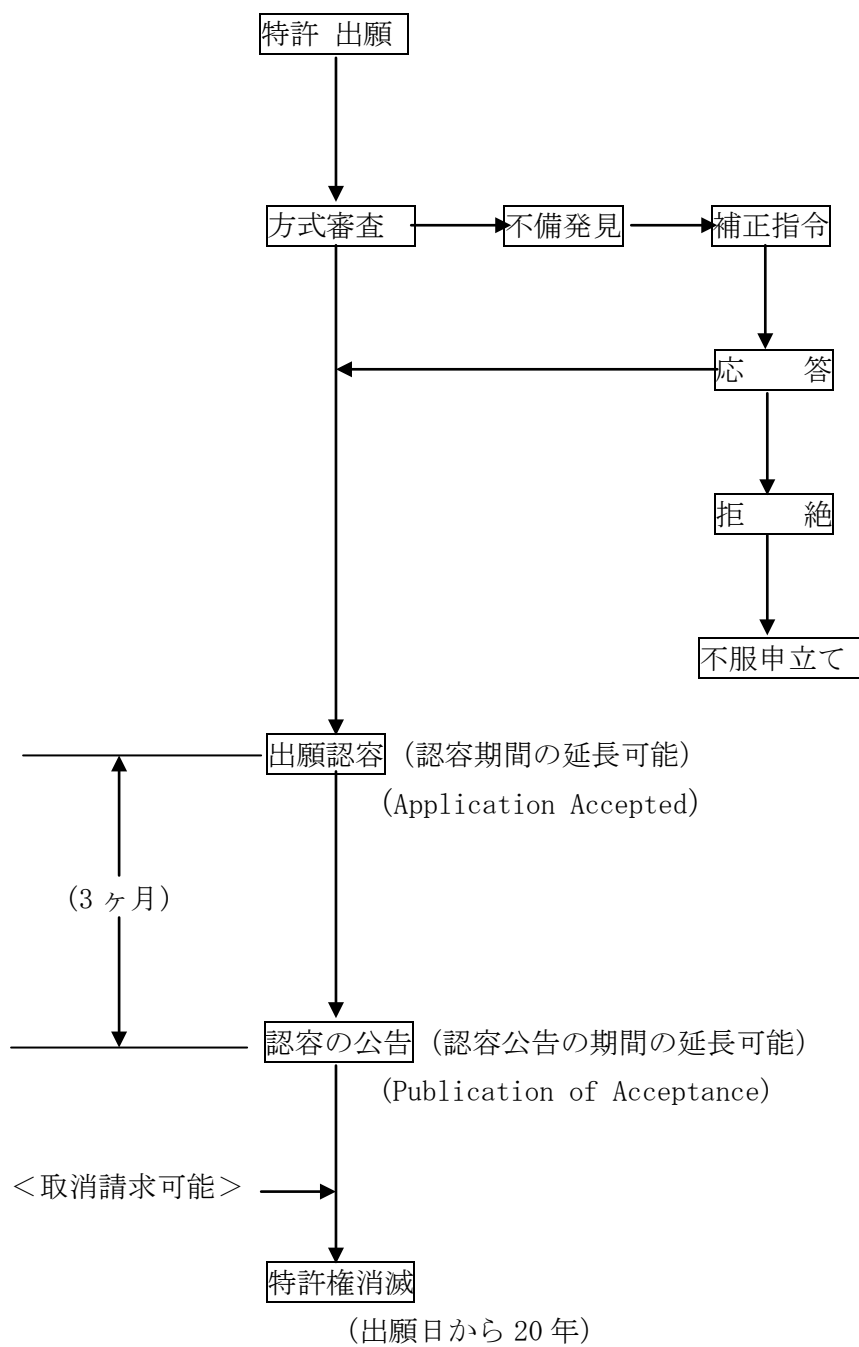 特許 出願
方式審査
不備発見
補正指令
応　　答
拒　　絶
不服申立て
出願認容 (認容期間の延長可能)
(Application Accepted)
(3 ヶ月)
認容の公告 (認容公告の期間の延長可能)
(Publication of Acceptance)
＜取消請求可能＞
特許権消滅
(出願日から 20 年)